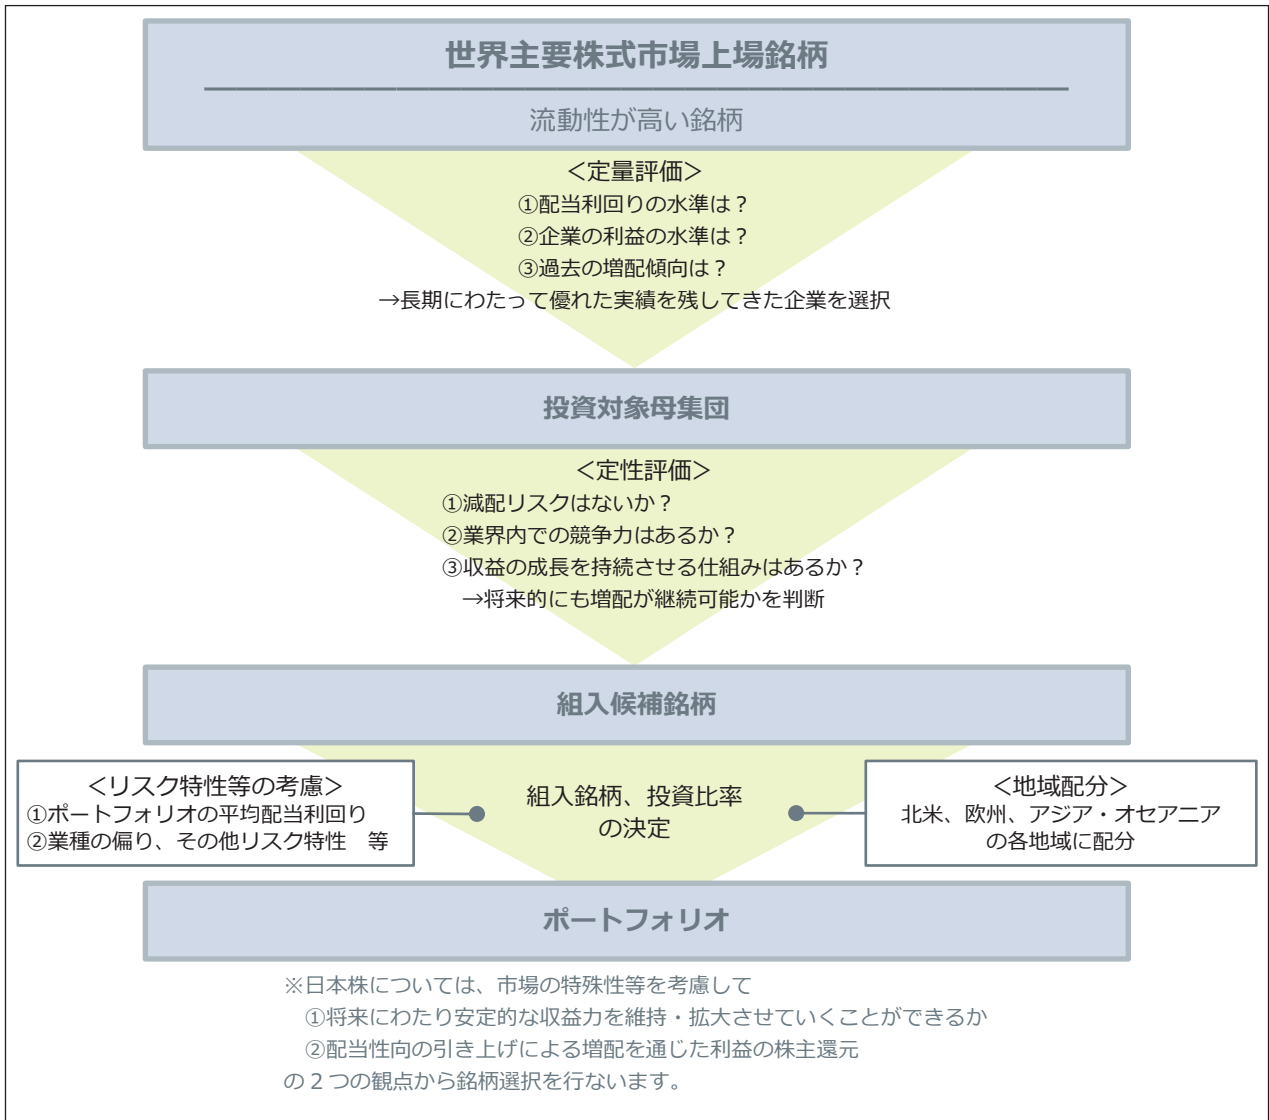 世界主要株式市場上場銘柄
流動性が高い銘柄
＜定量評価＞
①配当利回りの水準は？
②企業の利益の水準は？
③過去の増配傾向は？
→長期にわたって優れた実績を残してきた企業を選択
投資対象母集団
＜定性評価＞
①減配リスクはないか？
②業界内での競争力はあるか？
③収益の成長を持続させる仕組みはあるか？
→将来的にも増配が継続可能かを判断
組入候補銘柄
＜リスク特性等の考慮＞
①ポートフォリオの平均配当利回り
②業種の偏り、その他リスク特性　等
組入銘柄、投資比率
の決定
＜地域配分＞
北米、欧州、アジア・オセアニア
の各地域に配分
ポートフォリオ
※日本株については、市場の特殊性等を考慮して
①将来にわたり安定的な収益力を維持・拡大させていくことができるか
②配当性向の引き上げによる増配を通じた利益の株主還元
の２つの観点から銘柄選択を行ないます。